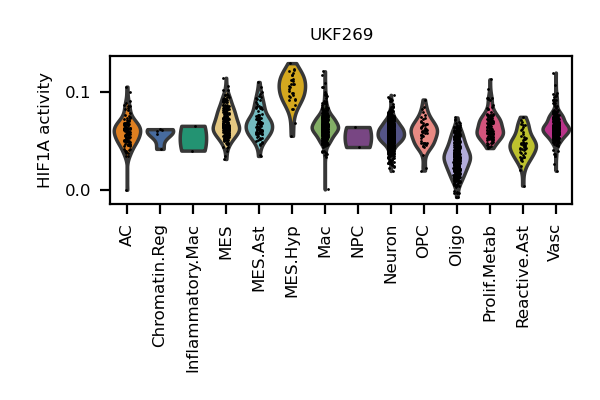 UKF269
HIF1A activity
0.1
0.0
AC
Chromatin.Reg
Inflammatory.Mac
MES
MES.Ast
MES.Hyp
Mac
NPC
Neuron
OPC
Oligo
Prolif.Metab
Reactive.Ast
Vasc